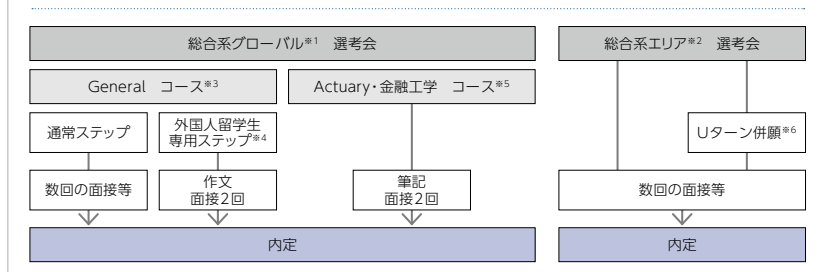 総合系グローバル※1 選考会
総合系エリア※2 選考会
General コース※3
Actuary・金融工学 コース※5
通常ステップ
外国人留学生
専用ステップ※4
Uターン併願※6
数回の面接等
作文
面接2回
筆記
面接2回
数回の面接等
内定
内定